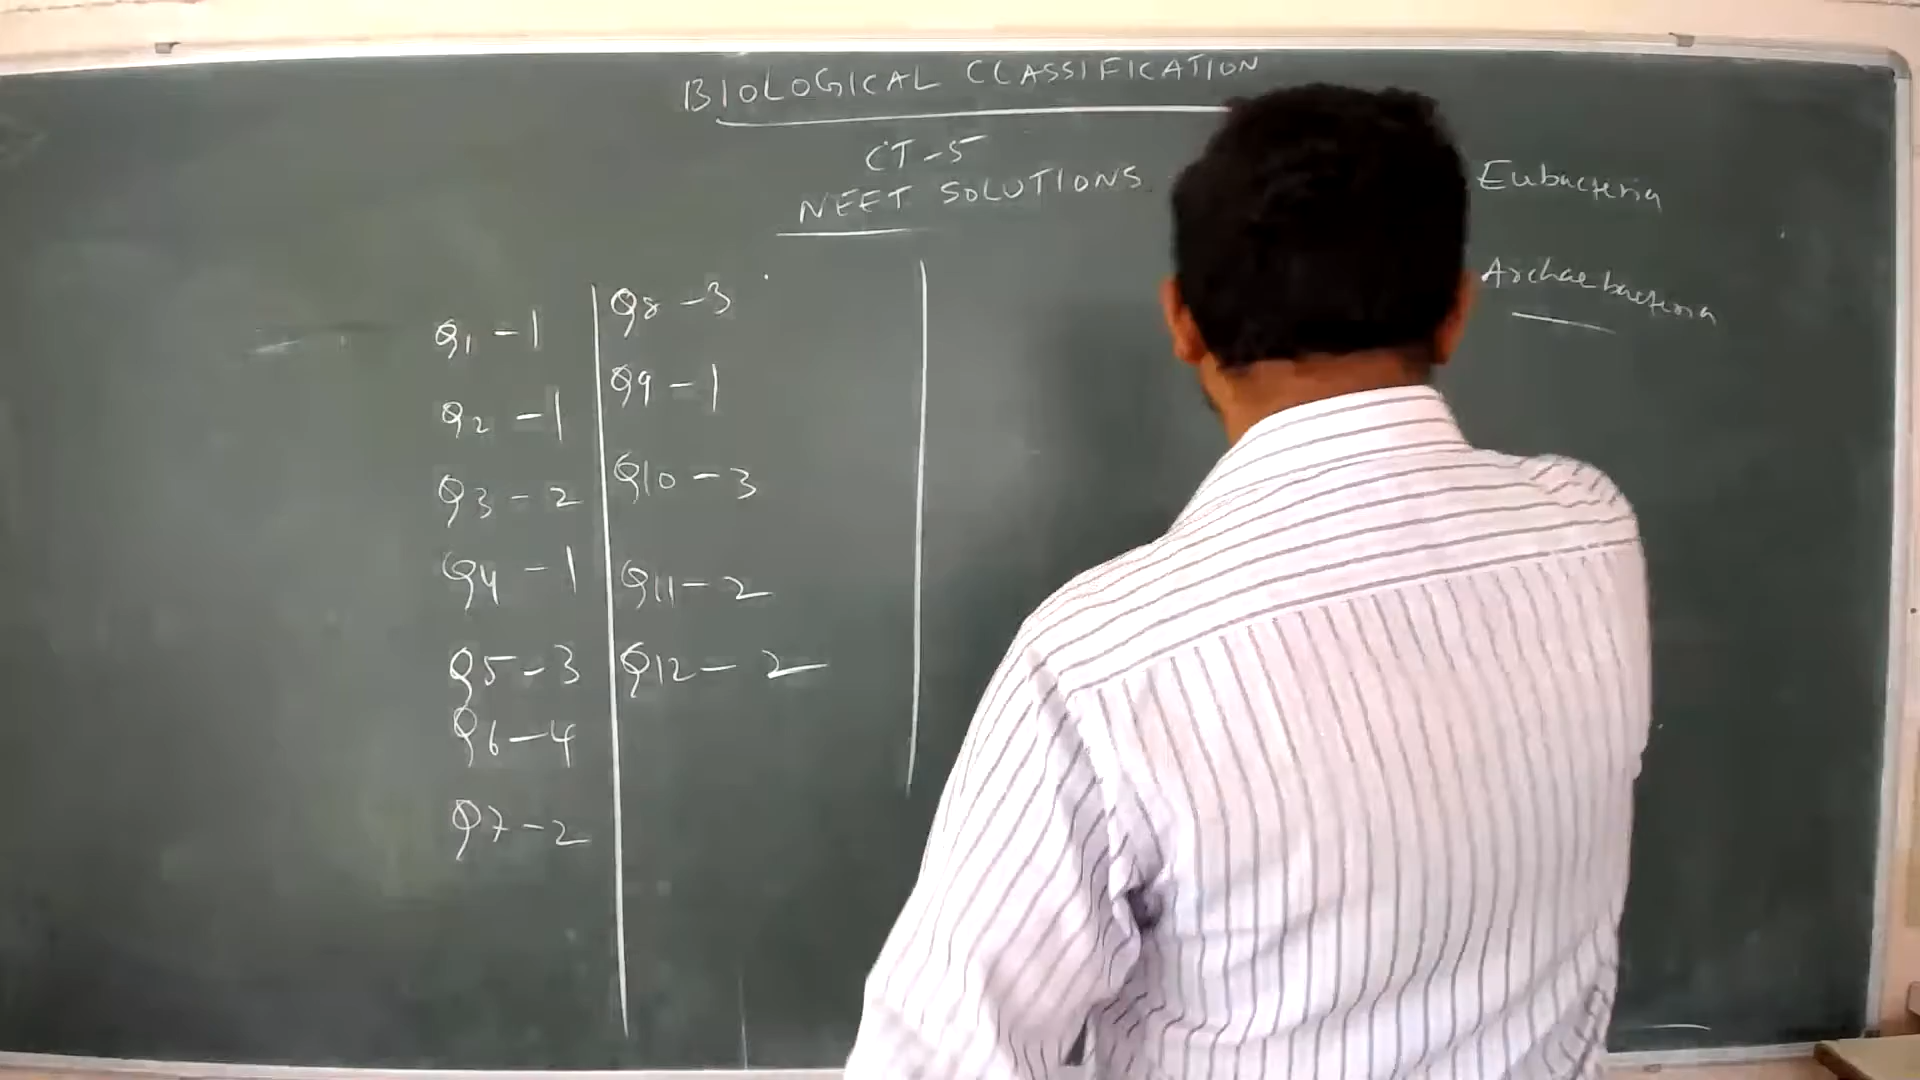 BIOLOGICAL CLASSIFICATION
CT-5
NEET SOLUTIONS
Q1 - 1
Q2 - 1
Q3 - 2
Q4 - 1
Q5 - 3
Q6 - 4
Q7 - 2
Q8 - 3
Q9 - 1
Q10 - 3
Q11 - 2
Q12 - 2
Eubacteria
Archaebacteria